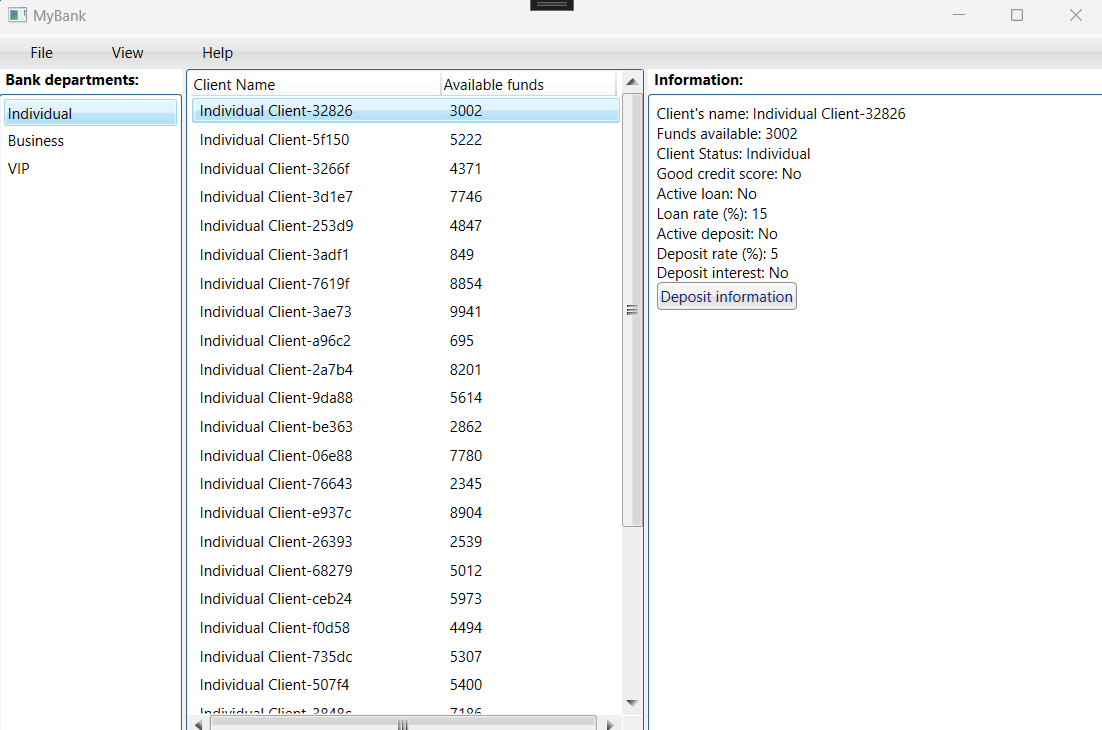 MyBank
File View Help
Bank departments:
Individual
Business
VIP
Client Name Available funds
Individual Client-32826 3002
Individual Client-5f150 5222
Individual Client-3266f 4371
Individual Client-3d1e7 7746
Individual Client-253d9 4847
Individual Client-3adf1 849
Individual Client-7619f 8854
Individual Client-3ae73 9941
Individual Client-a96c2 695
Individual Client-2a7b4 8201
Individual Client-9da88 5614
Individual Client-be363 2862
Individual Client-06e88 7780
Individual Client-76643 2345
Individual Client-e937c 8904
Individual Client-26393 2539
Individual Client-68279 5012
Individual Client-ceb24 5973
Individual Client-f0d58 4494
Individual Client-735dc 5307
Individual Client-507f4 5400
Individual Client-3848c 7186
Information:
Client's name: Individual Client-32826
Funds available: 3002
Client Status: Individual
Good credit score: No
Active loan: No
Loan rate (%): 15
Active deposit: No
Deposit rate (%): 5
Deposit interest: No
Deposit information